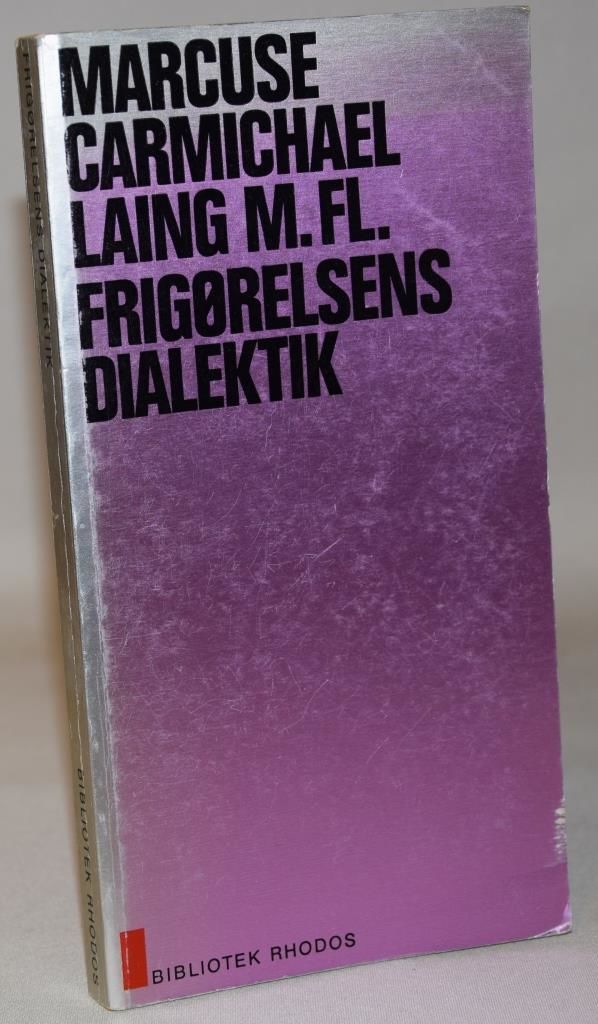 MARCUSE
CARMICHAEL
LAING M. FL.
FRIGØRELSENS
DIALEKTIK
BIBLIOTEK RHODOS
FRIGØRELSENS DIALEKTIK
BIBLIOTEK RHODOS